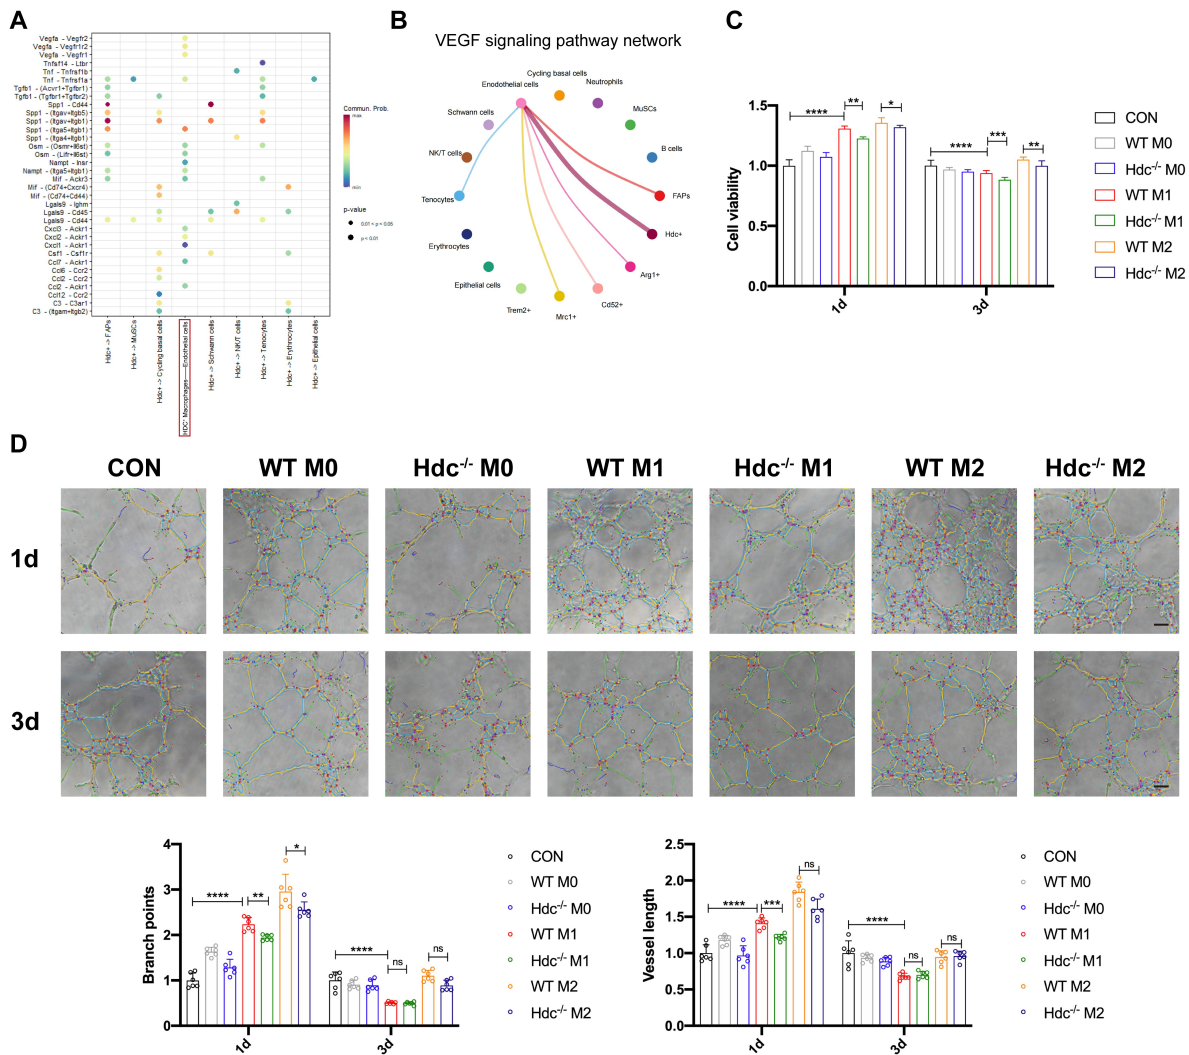 A
Vegfa - Vegfr2
Vegfa - Vegfr1r2
Vegfa - Vegfr1
Tnfsf14 - Ltbr
Tnf - Tnfrsf1b
Tnf - Tnfrsf1a
Tgfb1 - (Acvr1+Tgfbr1)
Tgfb1 - (Tgfbr1+Tgfbr2)
Spp1 - Cd44
Spp1 - (Itgav+Itgb5)
Spp1 - (Itgav+Itgb1)
Spp1 - (Itga5+Itgb1)
Spp1 - (Itga4+Itgb1)
Osm - (Osmr+Il6st)
Osm - (Lifr+Il6st)
Nampt - Insr
Nampt - (Itga5+Itgb1)
Mif - Ackr3
Mif - (Cd74+Cxcr4)
Mif - (Cd74+Cd44)
Lgals9 - Ighm
Lgals9 - Cd45
Lgals9 - Cd44
Cxcl3 - Ackr1
Cxcl2 - Ackr1
Cxcl1 - Ackr1
Csf1 - Csf1r
Ccl7 - Ackr1
Ccl6 - Ccr2
Ccl2 - Ccr2
Ccl2 - Ackr1
Ccl12 - Ccr2
C3 - C3ar1
C3 - (Itgam+Itgb2)
Hdc+ -> FAPs
Hdc+ -> MuSCs
Hdc+ -> Cycling basal cells
HDC⁺ Macrophages——Endothelial cells
Hdc+ -> Schwann cells
Hdc+ -> NK/T cells
Hdc+ -> Tenocytes
Hdc+ -> Erythrocytes
Hdc+ -> Epithelial cells
Commun. Prob.
max
min
p-value
0.01 < p < 0.05
p < 0.01
B
VEGF signaling pathway network
Cycling basal cells
Endothelial cells
Neutrophils
Schwann cells
MuSCs
NK/T cells
B cells
Tenocytes
FAPs
Erythrocytes
Hdc+
Epithelial cells
Arg1+
Trem2+
Mrc1+
Cd52+
C
Cell viability
1.5
1.0
0.5
0.0
****
**
*
****
***
**
1d
3d
CON
WT M0
Hdc⁻/⁻ M0
WT M1
Hdc⁻/⁻ M1
WT M2
Hdc⁻/⁻ M2
D
CON
WT M0
Hdc⁻/⁻ M0
WT M1
Hdc⁻/⁻ M1
WT M2
Hdc⁻/⁻ M2
1d
3d
Branch points
4
3
2
1
0
****
**
*
****
ns
ns
1d
3d
CON
WT M0
Hdc⁻/⁻ M0
WT M1
Hdc⁻/⁻ M1
WT M2
Hdc⁻/⁻ M2
Vessel length
2.5
2.0
1.5
1.0
0.5
0.0
****
***
ns
****
ns
ns
1d
3d
CON
WT M0
Hdc⁻/⁻ M0
WT M1
Hdc⁻/⁻ M1
WT M2
Hdc⁻/⁻ M2